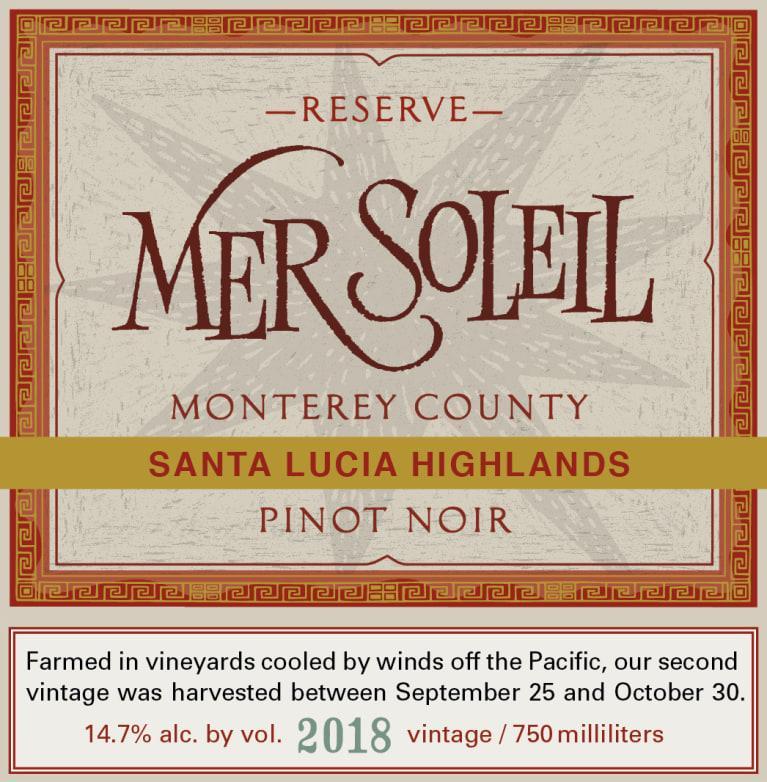 —RESERVE—
MER SOLEIL
MONTEREY COUNTY
SANTA LUCIA HIGHLANDS
PINOT NOIR
Farmed in vineyards cooled by winds off the Pacific, our second
vintage was harvested between September 25 and October 30.
14.7% alc. by vol. 2018 vintage / 750 milliliters